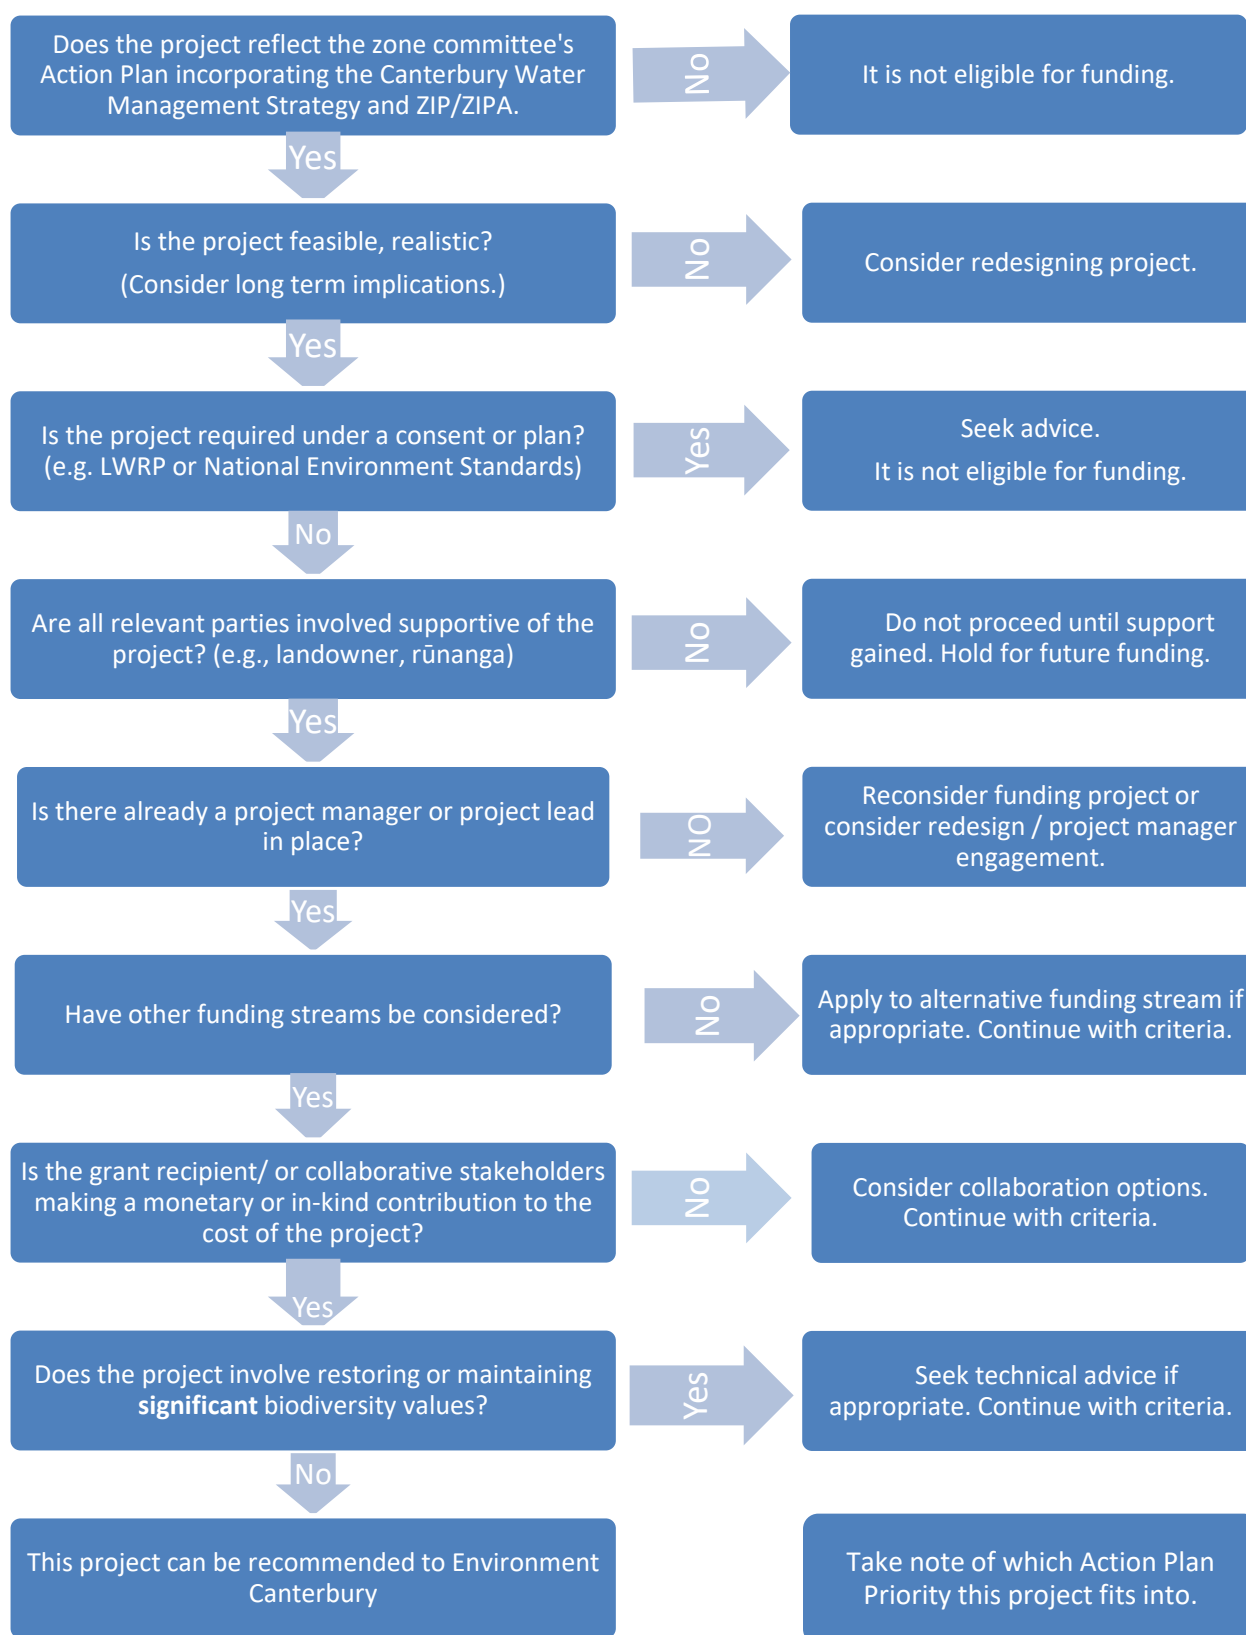 Does the project reflect the zone committee's
Action Plan incorporating the Canterbury Water
Management Strategy and ZIP/ZIPA.
No
It is not eligible for funding.
Yes
Is the project feasible, realistic?
(Consider long term implications.)
No
Consider redesigning project.
Yes
Is the project required under a consent or plan?
(e.g. LWRP or National Environment Standards)
Yes
Seek advice.
It is not eligible for funding.
No
Are all relevant parties involved supportive of the
project? (e.g., landowner, rūnanga)
No
Do not proceed until support
gained. Hold for future funding.
Yes
Is there already a project manager or project lead
in place?
NO
Reconsider funding project or
consider redesign / project manager
engagement.
Yes
Have other funding streams be considered?
No
Apply to alternative funding stream if
appropriate. Continue with criteria.
Yes
Is the grant recipient/ or collaborative stakeholders
making a monetary or in-kind contribution to the
cost of the project?
No
Consider collaboration options.
Continue with criteria.
Yes
Does the project involve restoring or maintaining
significant biodiversity values?
Yes
Seek technical advice if
appropriate. Continue with criteria.
No
This project can be recommended to Environment
Canterbury
Take note of which Action Plan
Priority this project fits into.